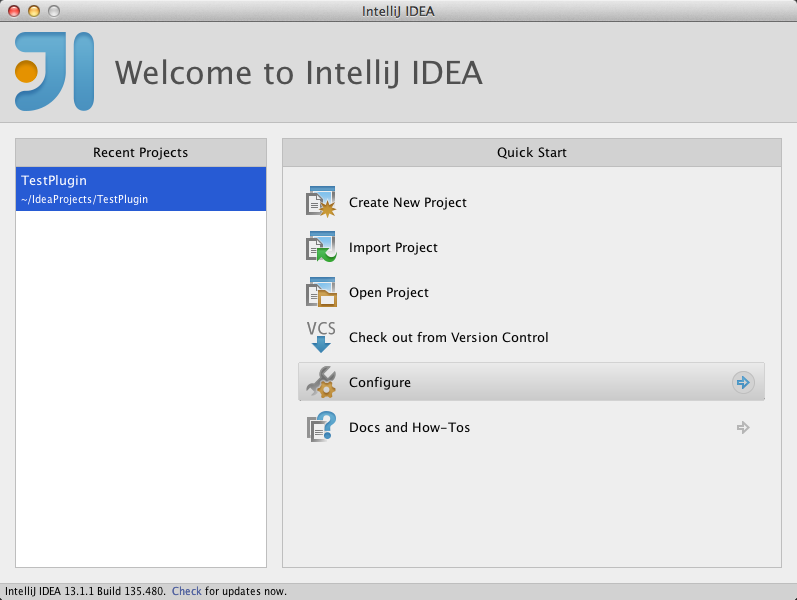 IntelliJ IDEA
Welcome to IntelliJ IDEA
Recent Projects
TestPlugin
~/IdeaProjects/TestPlugin
Quick Start
Create New Project
Import Project
Open Project
VCS
Check out from Version Control
Configure
Docs and How-Tos
IntelliJ IDEA 13.1.1 Build 135.480. Check for updates now.